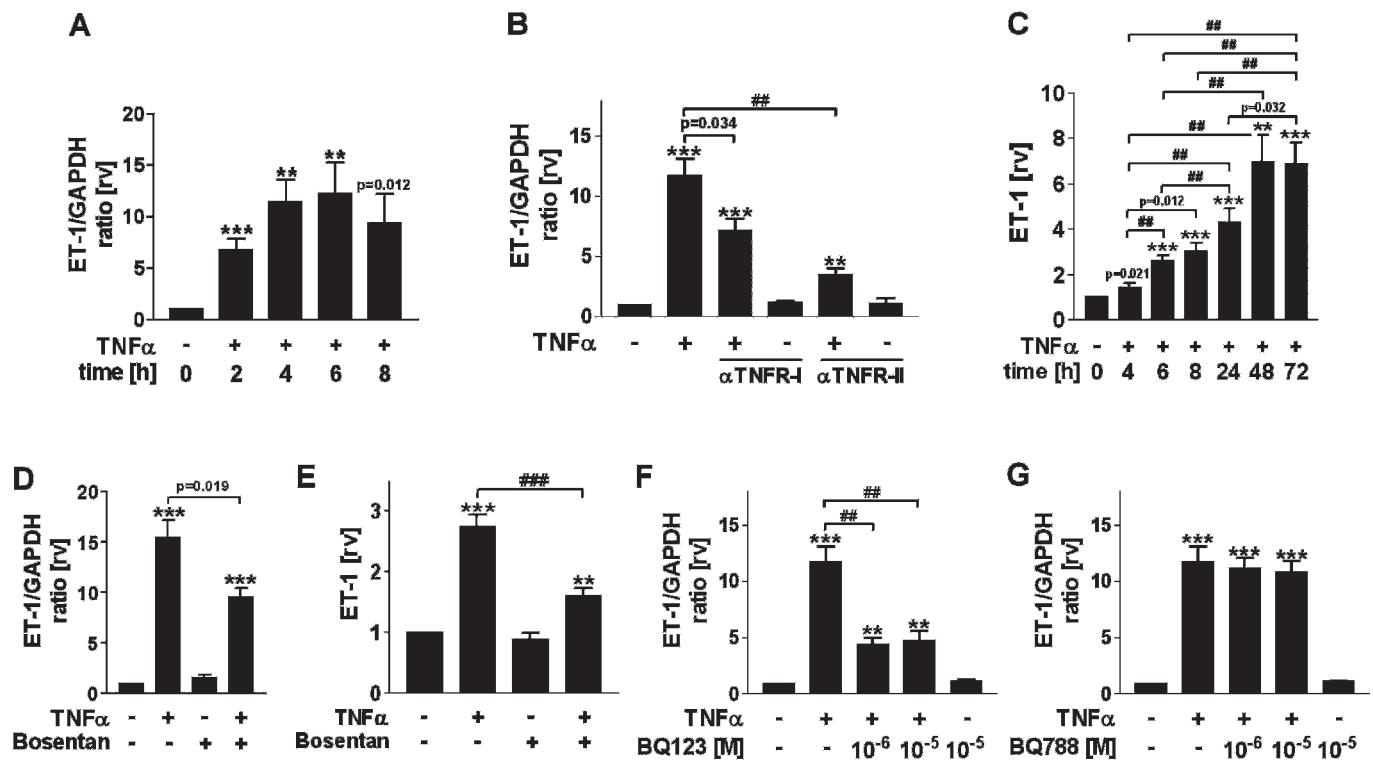 A
ET-1/GAPDH
ratio [rv]
20
15
10
5
0
***
**
**
p=0.012
TNFα - + + + +
time [h] 0 2 4 6 8
B
ET-1/GAPDH
ratio [rv]
15
10
5
0
##
p=0.034
***
***
**
TNFα - + + - + -
αTNFR-I αTNFR-II
C
ET-1 [rv]
10
8
6
4
2
0
##
##
##
##
p=0.032
##
**
***
##
##
***
p=0.012
##
***
***
p=0.021
TNFα - + + + + + +
time [h] 0 4 6 8 24 48 72
D
ET-1/GAPDH
ratio [rv]
20
15
10
5
0
p=0.019
***
***
TNFα - + - +
Bosentan - - + +
E
ET-1 [rv]
3
2
1
0
###
***
**
TNFα - + - +
Bosentan - - + +
F
ET-1/GAPDH
ratio [rv]
15
10
5
0
##
##
***
**
**
TNFα - + + + -
BQ123 [M] - - 10-6 10-5 10-5
G
ET-1/GAPDH
ratio [rv]
15
10
5
0
***
***
***
TNFα - + + + -
BQ788 [M] - - 10-6 10-5 10-5